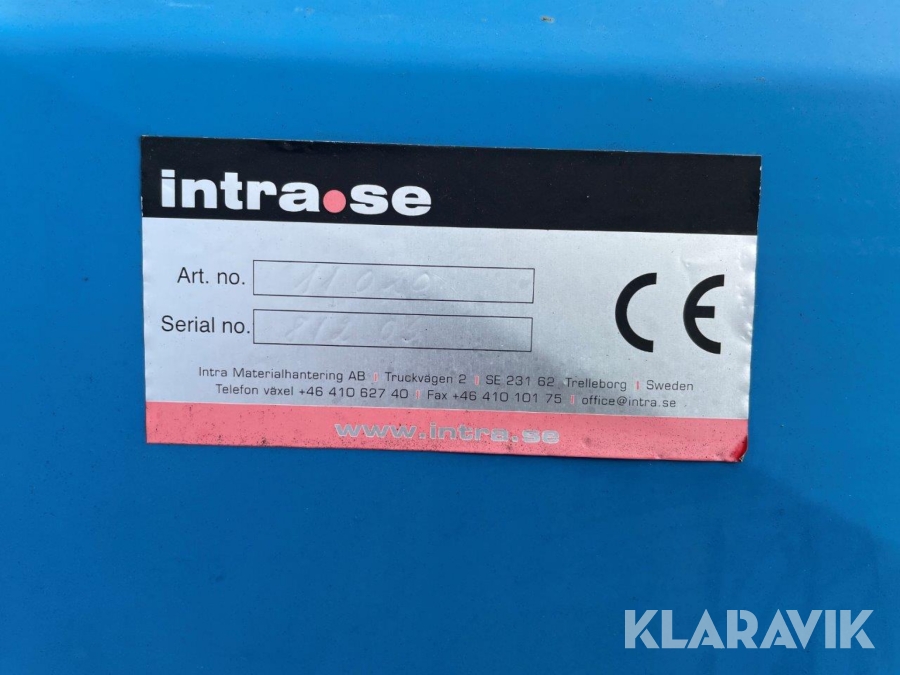 intra.se
Art. no.
Serial no.
CE
Intra Materialhantering AB | Truckvägen 2 | SE 231 62 Trelleborg | Sweden
Telefon växel +46 410 627 40 | Fax +46 410 101 75 | office@intra.se
www.intra.se
KLARAVIK